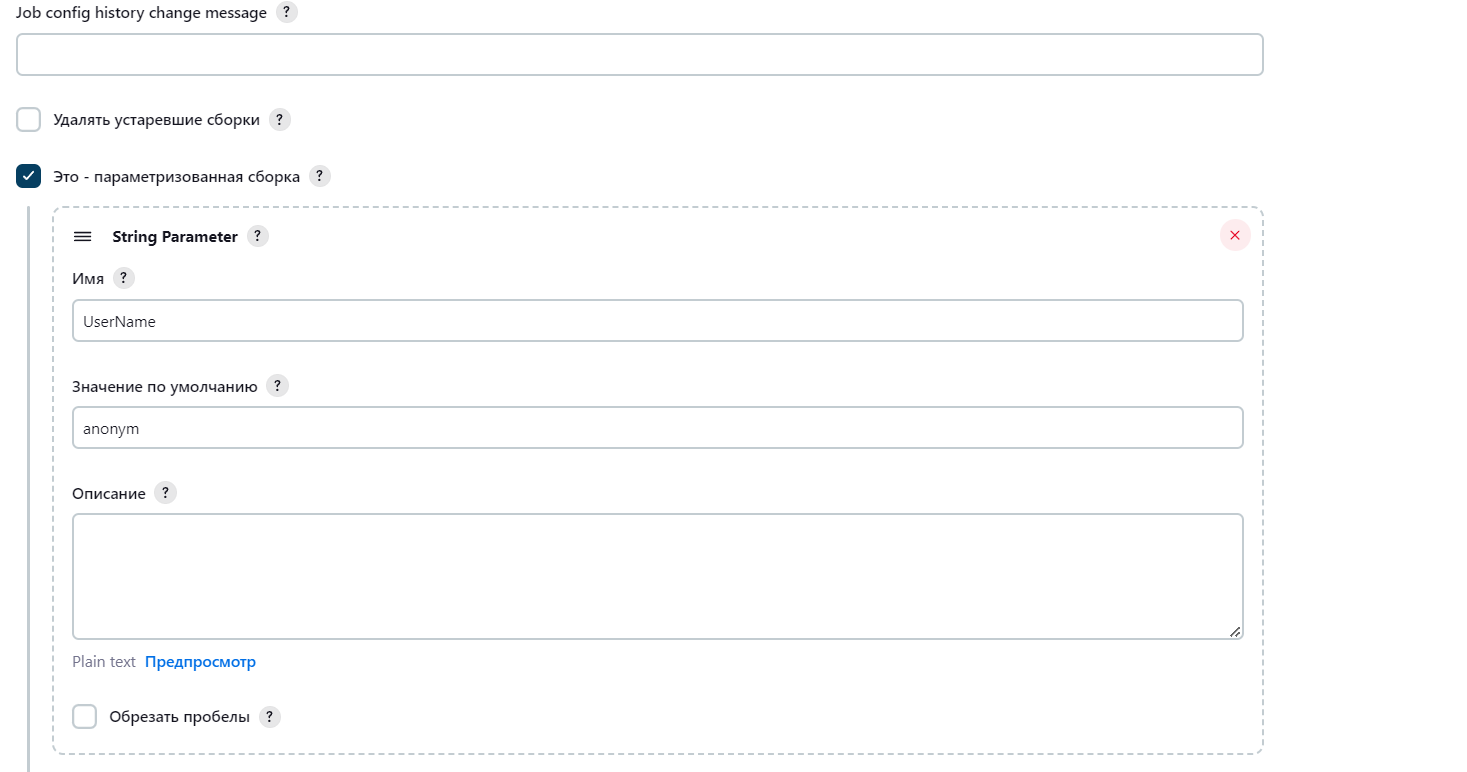 Job config history change message ?
Удалять устаревшие сборки ?
Это - параметризованная сборка ?
String Parameter ?
Имя ?
UserName
Значение по умолчанию ?
anonym
Описание ?
Plain text Предпросмотр
Обрезать пробелы ?